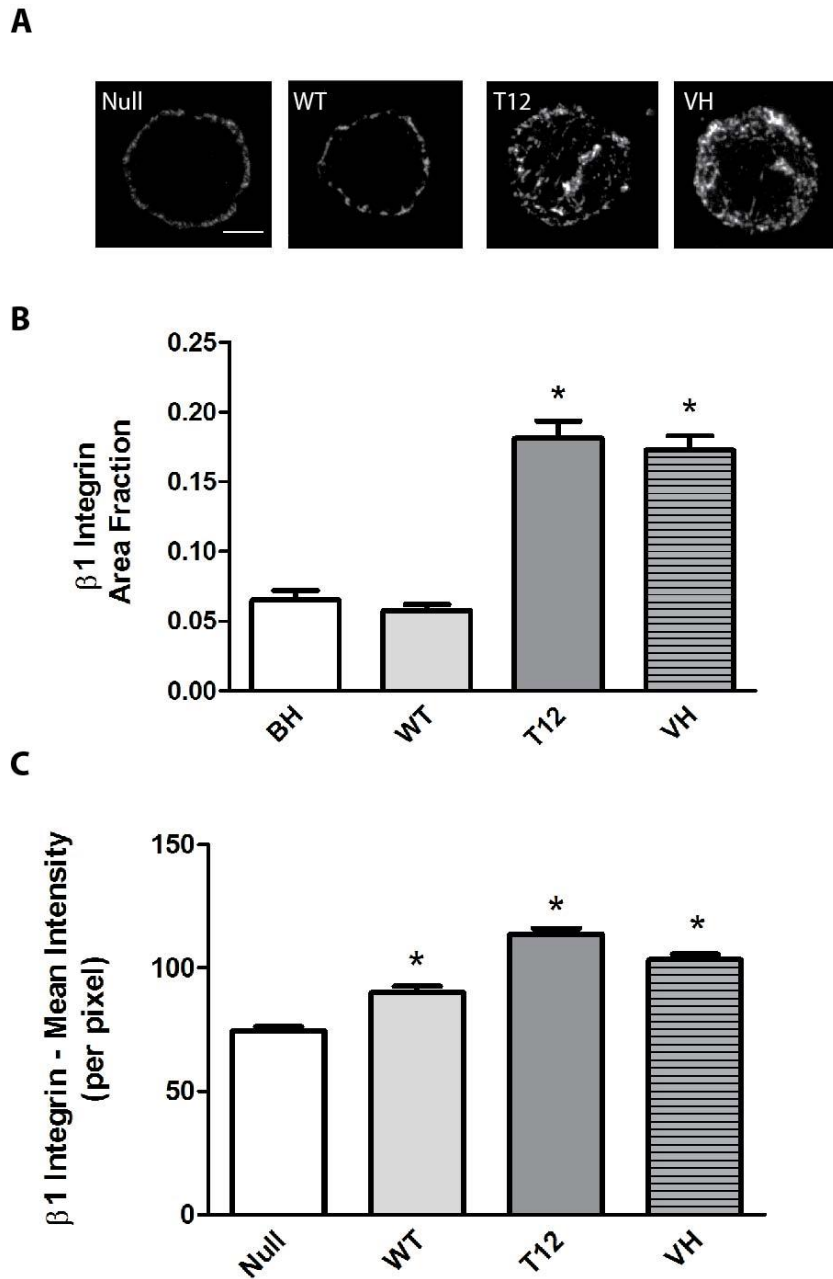 A
Null
WT
T12
VH
B
β1 Integrin
Area Fraction
0.25
0.20
0.15
0.10
0.05
0.00
*
*
BH
WT
T12
VH
C
β1 Integrin - Mean Intensity
(per pixel)
150
100
50
0
*
*
*
Null
WT
T12
VH